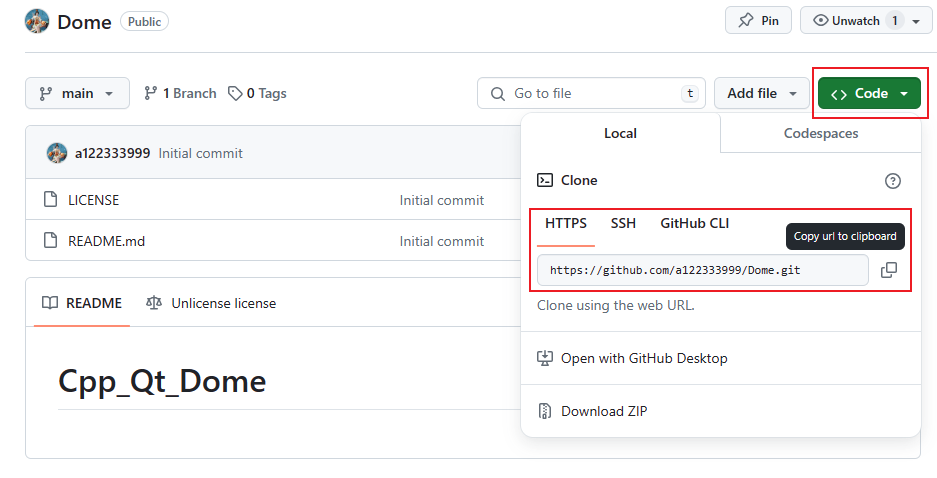 Dome Public Pin Unwatch 1
main 1 Branch 0 Tags Go to file t Add file Code
Local Codespaces
a122333999 Initial commit
Clone
LICENSE Initial commit
HTTPS SSH GitHub CLI
Copy url to clipboard
README.md Initial commit
https://github.com/a122333999/Dome.git
README Unlicense license
Clone using the web URL.
Open with GitHub Desktop
Cpp_Qt_Dome
Download ZIP